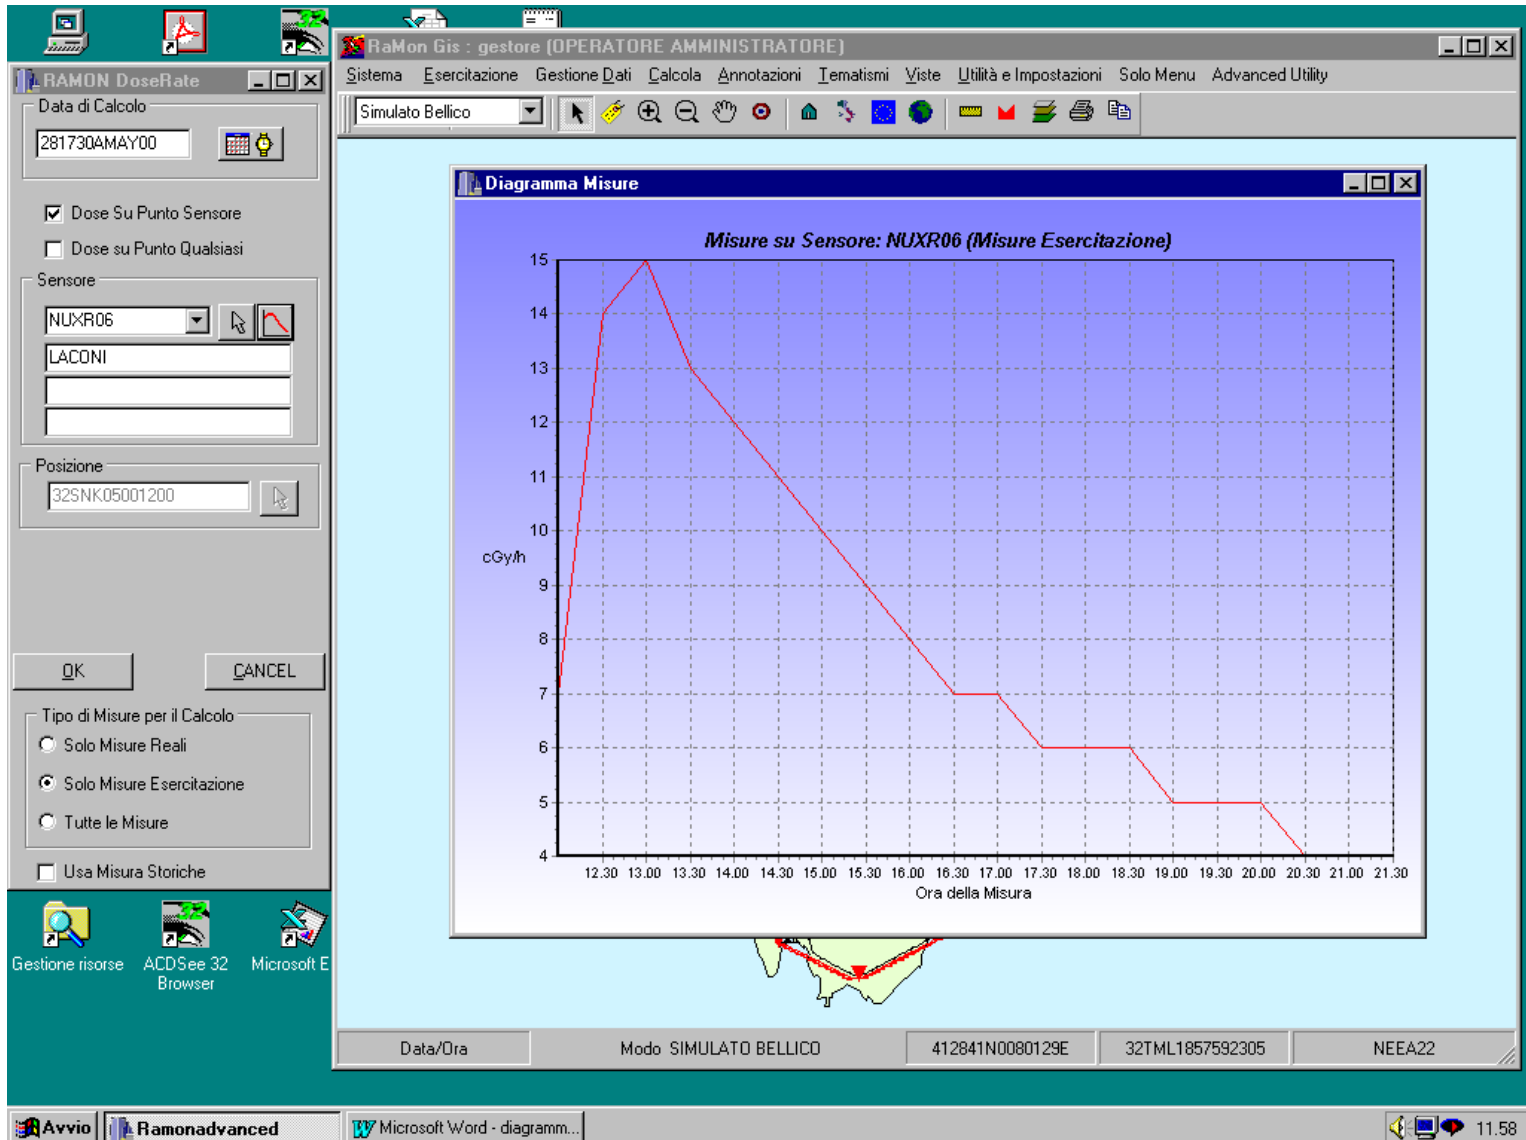 RaMon Gis : gestore (OPERATORE AMMINISTRATORE)
Sistema Esercitazione Gestione Dati Calcola Annotazioni Tematismi Viste Utilità e Impostazioni Solo Menu Advanced Utility
Simulato Bellico
RAMON DoseRate
Data di Calcolo
281730AMAY00
Dose Su Punto Sensore
Dose su Punto Qualsiasi
Sensore
NUXR06
LACONI
Posizione
32SNK05001200
OK CANCEL
Tipo di Misure per il Calcolo
Solo Misure Reali
Solo Misure Esercitazione
Tutte le Misure
Usa Misura Storiche
Diagramma Misure
Misure su Sensore: NUXR06 (Misure Esercitazione)
15
14
13
12
11
10
cGy/h
9
8
7
6
5
4
12.30 13.00 13.30 14.00 14.30 15.00 15.30 16.00 16.30 17.00 17.30 18.00 18.30 19.00 19.30 20.00 20.30 21.00 21.30
Ora della Misura
Gestione risorse
ACDSee 32
Browser
Microsoft E
Data/Ora Modo SIMULATO BELLICO 412841N0080129E 32TML1857592305 NEEA22
Avvio Ramonadvanced Microsoft Word - diagramm... 11.58